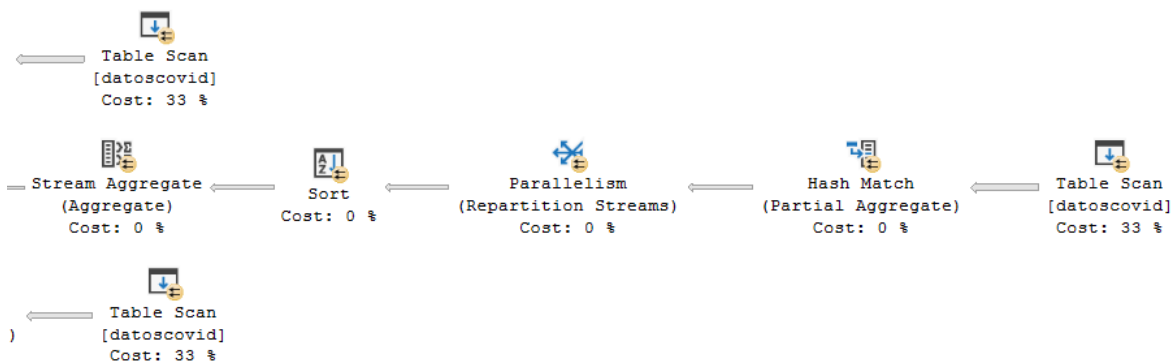 Table Scan
[datoscovid]
Cost: 33 %
Stream Aggregate
(Aggregate)
Cost: 0 %
Sort
Cost: 0 %
Parallelism
(Repartition Streams)
Cost: 0 %
Hash Match
(Partial Aggregate)
Cost: 0 %
Table Scan
[datoscovid]
Cost: 33 %
Table Scan
)
[datoscovid]
Cost: 33 %